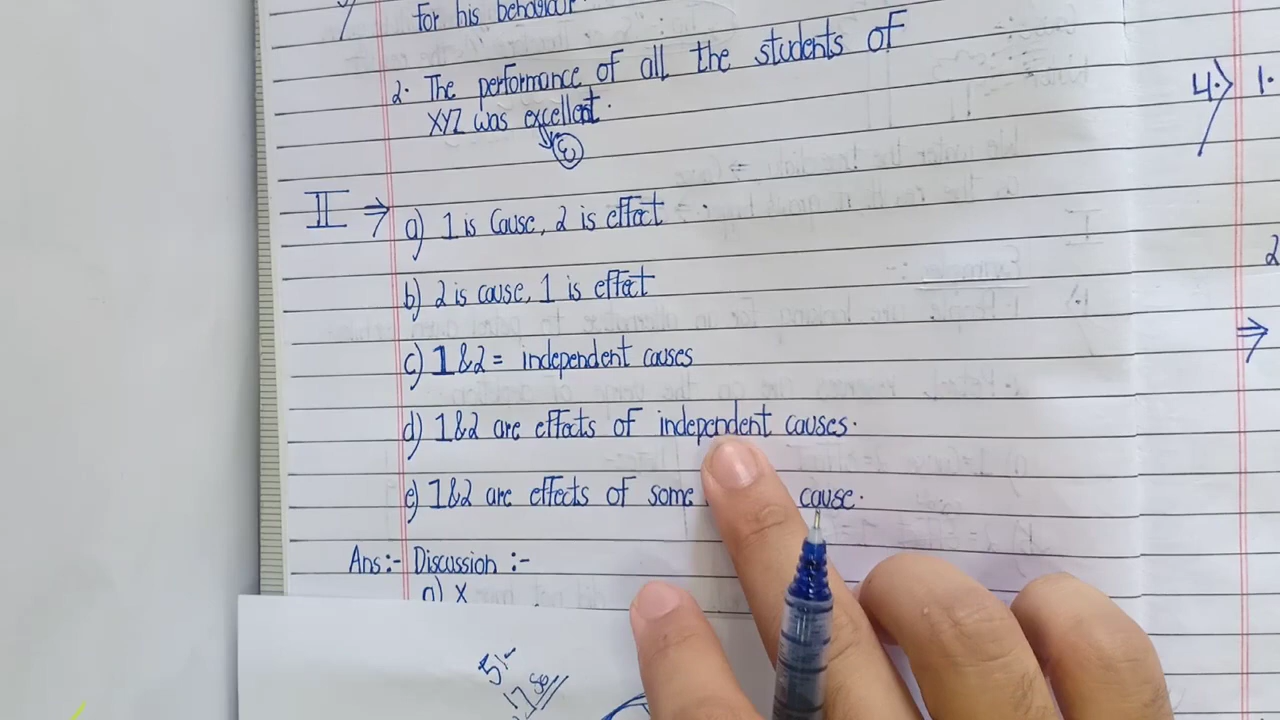 for his behaviour
2. The performance of all the students of
XYZ was excellent.
E
II ⇒ a) 1 is Cause, 2 is effect
b) 2 is cause, 1 is effect
c) 1 & 2 = independent causes
d) 1 & 2 are effects of independent causes.
e) 1 & 2 are effects of some cause.
Ans:- Discussion :-
a) X
4.) 1.
2
⇒